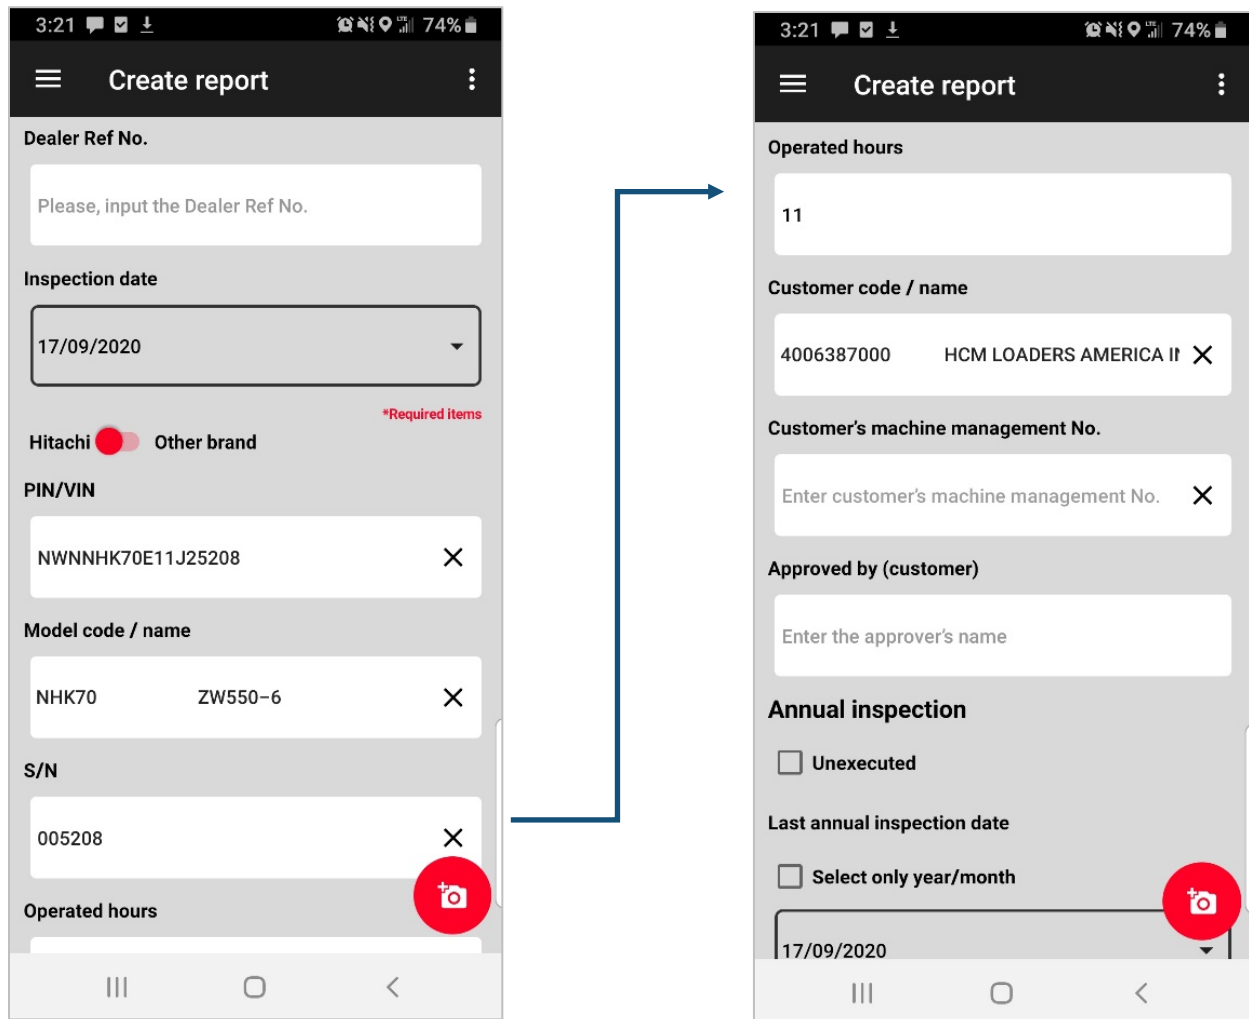 3:21
74%
Create report
Dealer Ref No.
Please, input the Dealer Ref No.
Inspection date
17/09/2020
*Required items
Hitachi Other brand
PIN/VIN
NWNNHK70E11J25208
Model code / name
NHK70 ZW550-6
S/N
005208
Operated hours
3:21
74%
Create report
Operated hours
11
Customer code / name
4006387000 HCM LOADERS AMERICA
Customer's machine management No.
Enter customer's machine management No.
Approved by (customer)
Enter the approver's name
Annual inspection
Unexecuted
Last annual inspection date
Select only year/month
17/09/2020